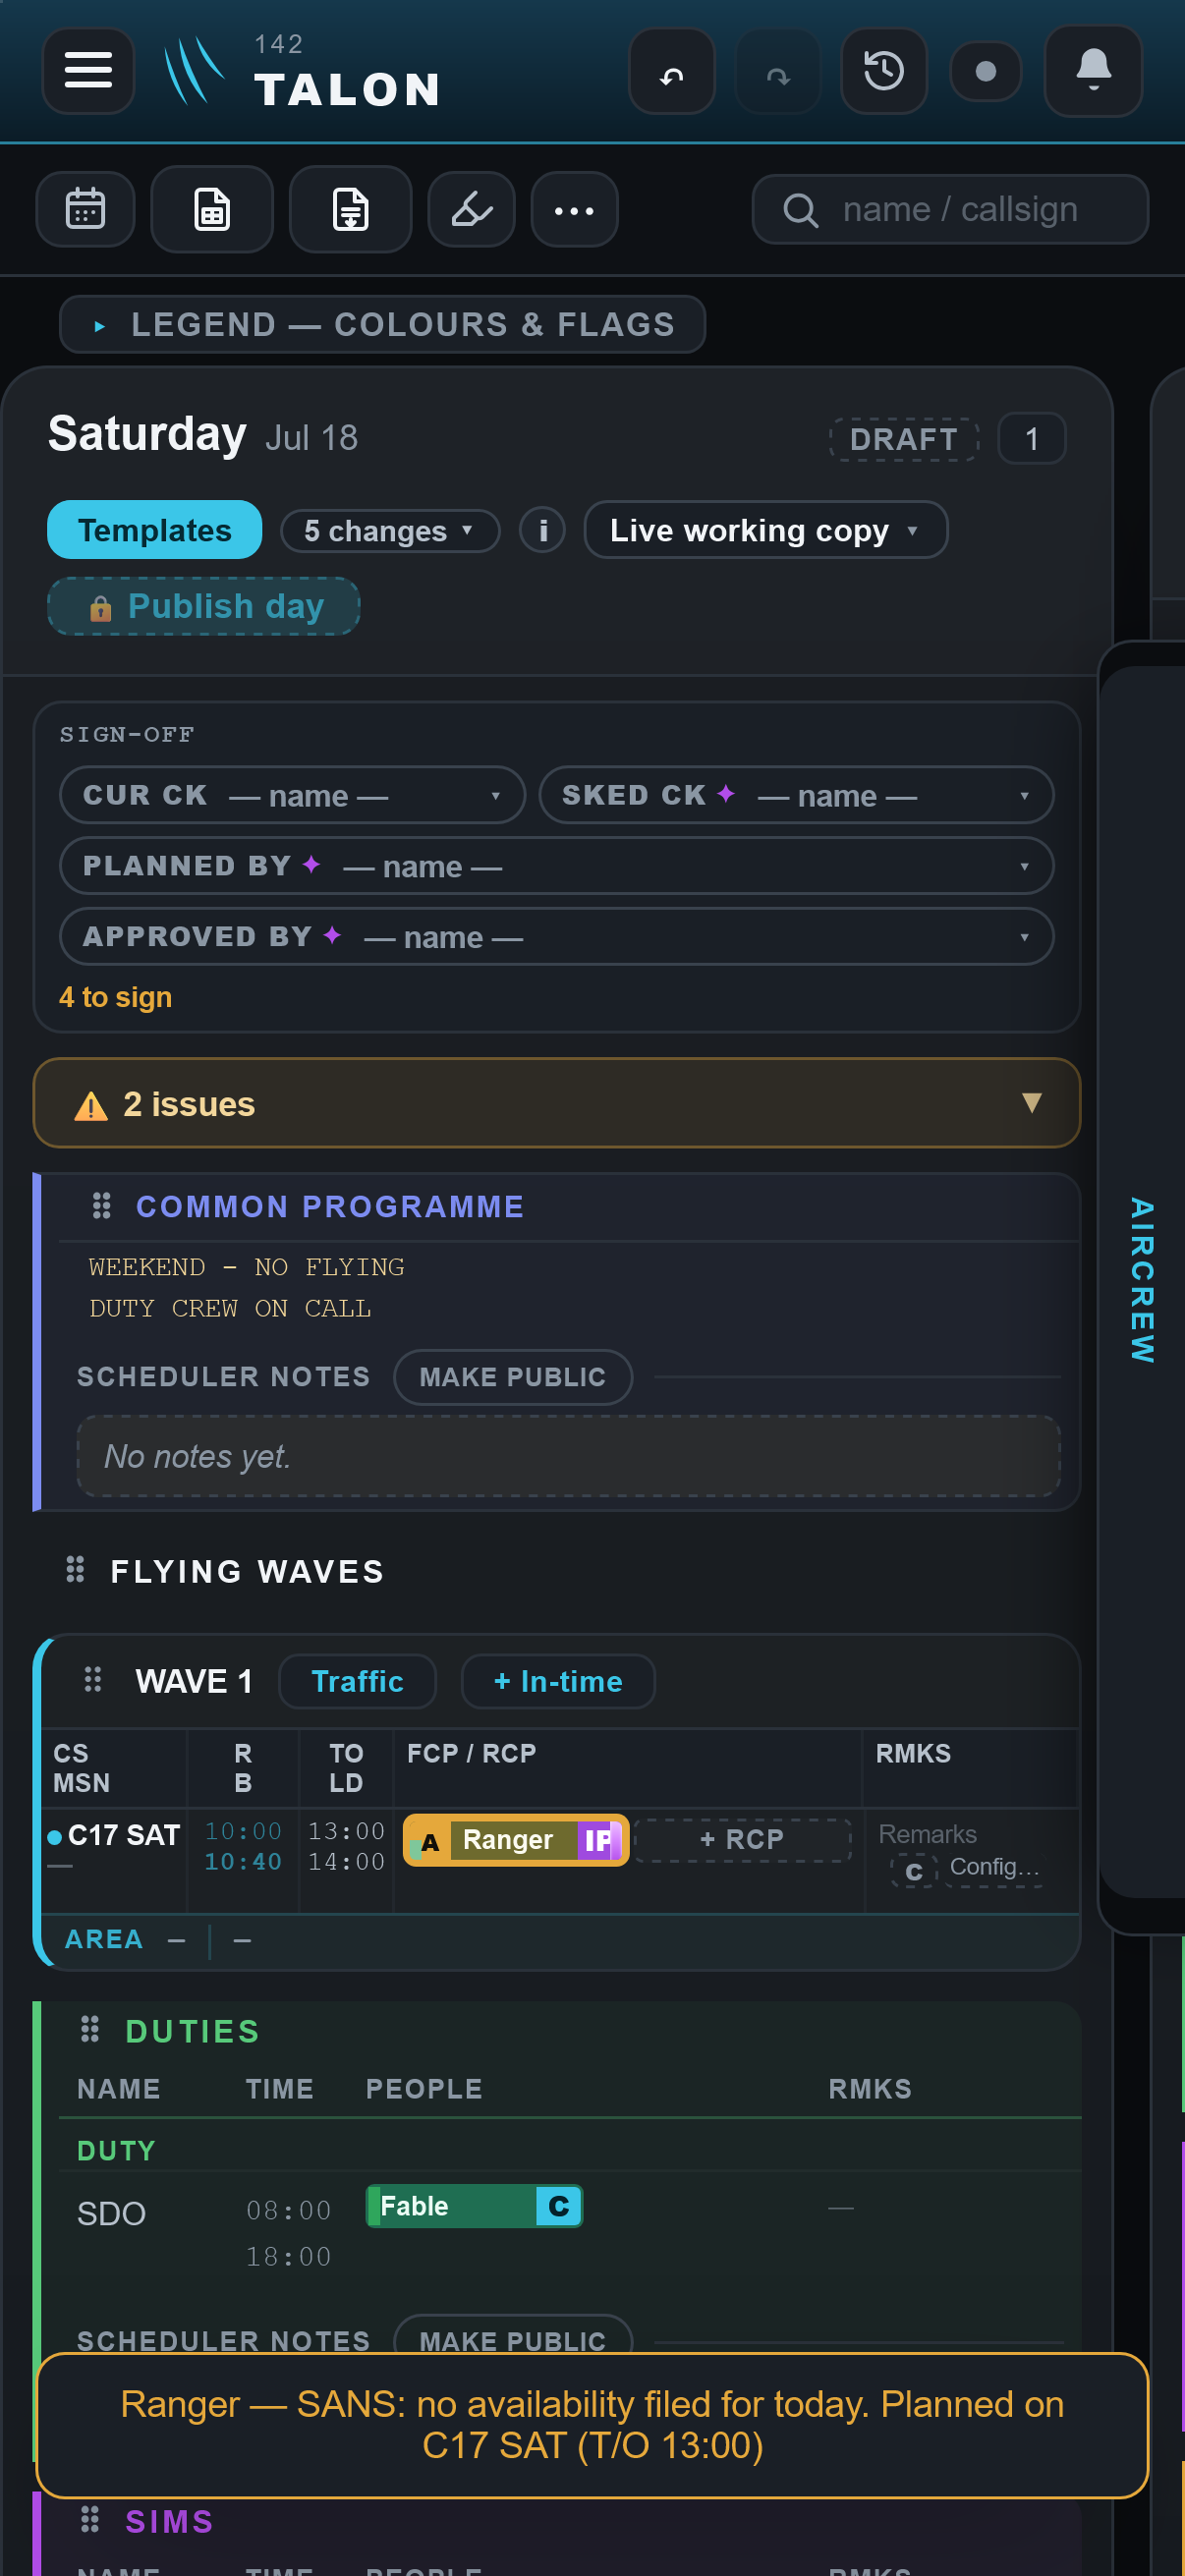 142
TALON
name / callsign
LEGEND — COLOURS & FLAGS
Saturday Jul 18 DRAFT 1
Templates 5 changes i Live working copy
Publish day
SIGN-OFF
CUR CK — name — SKED CK — name —
PLANNED BY — name —
APPROVED BY — name —
4 to sign
2 issues
COMMON PROGRAMME
WEEKEND - NO FLYING
DUTY CREW ON CALL
SCHEDULER NOTES MAKE PUBLIC
No notes yet.
AIRCREW
FLYING WAVES
WAVE 1 Traffic + In-time
CS R TO FCP / RCP RMKS
MSN B LD
C17 SAT 10:00 13:00 A Ranger IP + RCP Remarks
— 10:40 14:00 C Config...
AREA — —
DUTIES
NAME TIME PEOPLE RMKS
DUTY
SDO 08:00 Fable C —
18:00
SCHEDULER NOTES MAKE PUBLIC
Ranger — SANS: no availability filed for today. Planned on
C17 SAT (T/O 13:00)
SIMS
NAME TIME PEOPLE RMKS